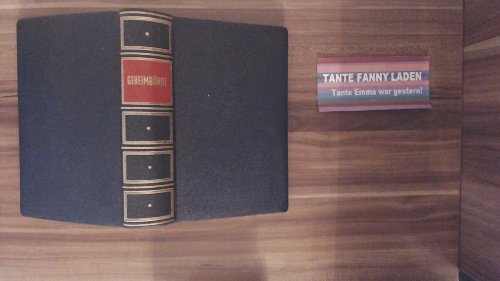 GEHEIMBÜNDE
TANTE FANNY LADEN
Tante Emma war gestern!